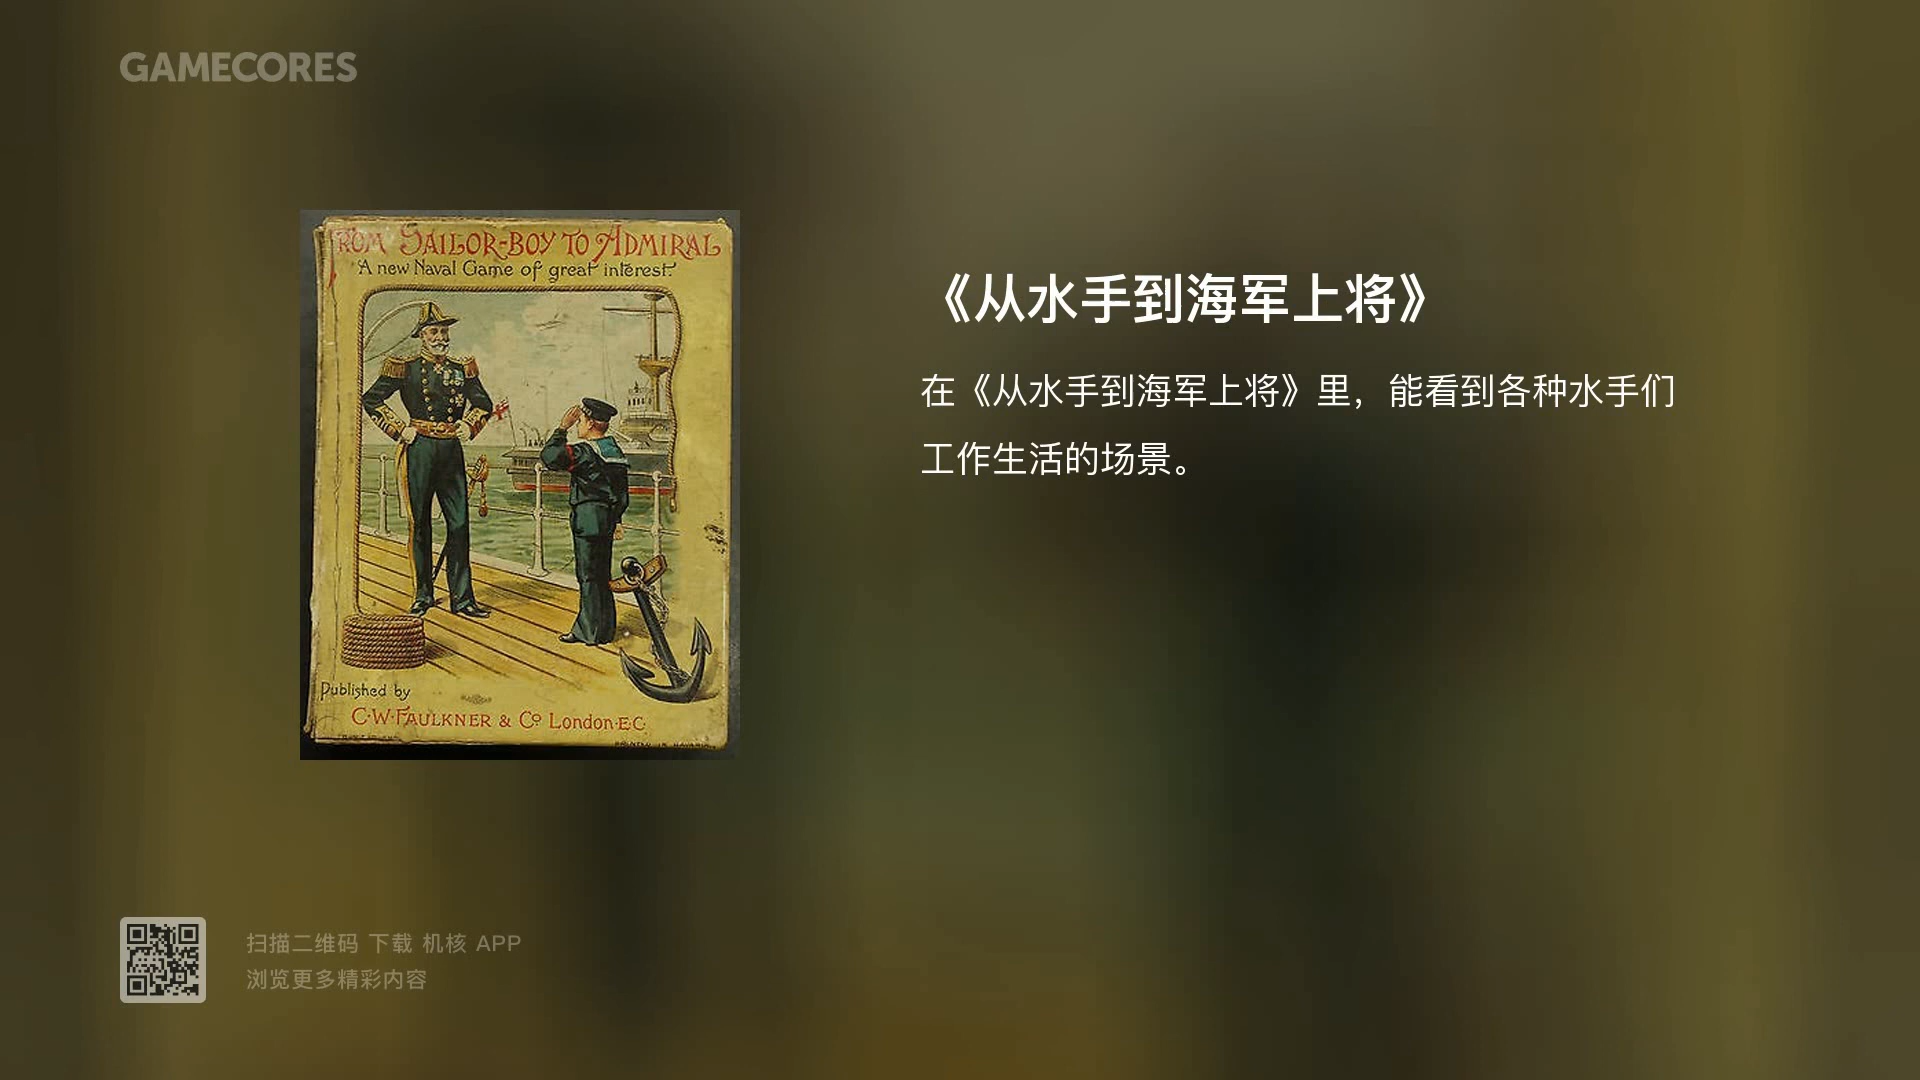 GAMECORES
FROM SAILOR-BOY TO ADMIRAL
A new Naval Game of great interest
Published by
C·W·FAULKNER & Co London·E·C·
PRINTED IN BAVARIA
《从水手到海军上将》
在《从水手到海军上将》里，能看到各种水手们
工作生活的场景。
扫描二维码 下载 机核 APP
浏览更多精彩内容